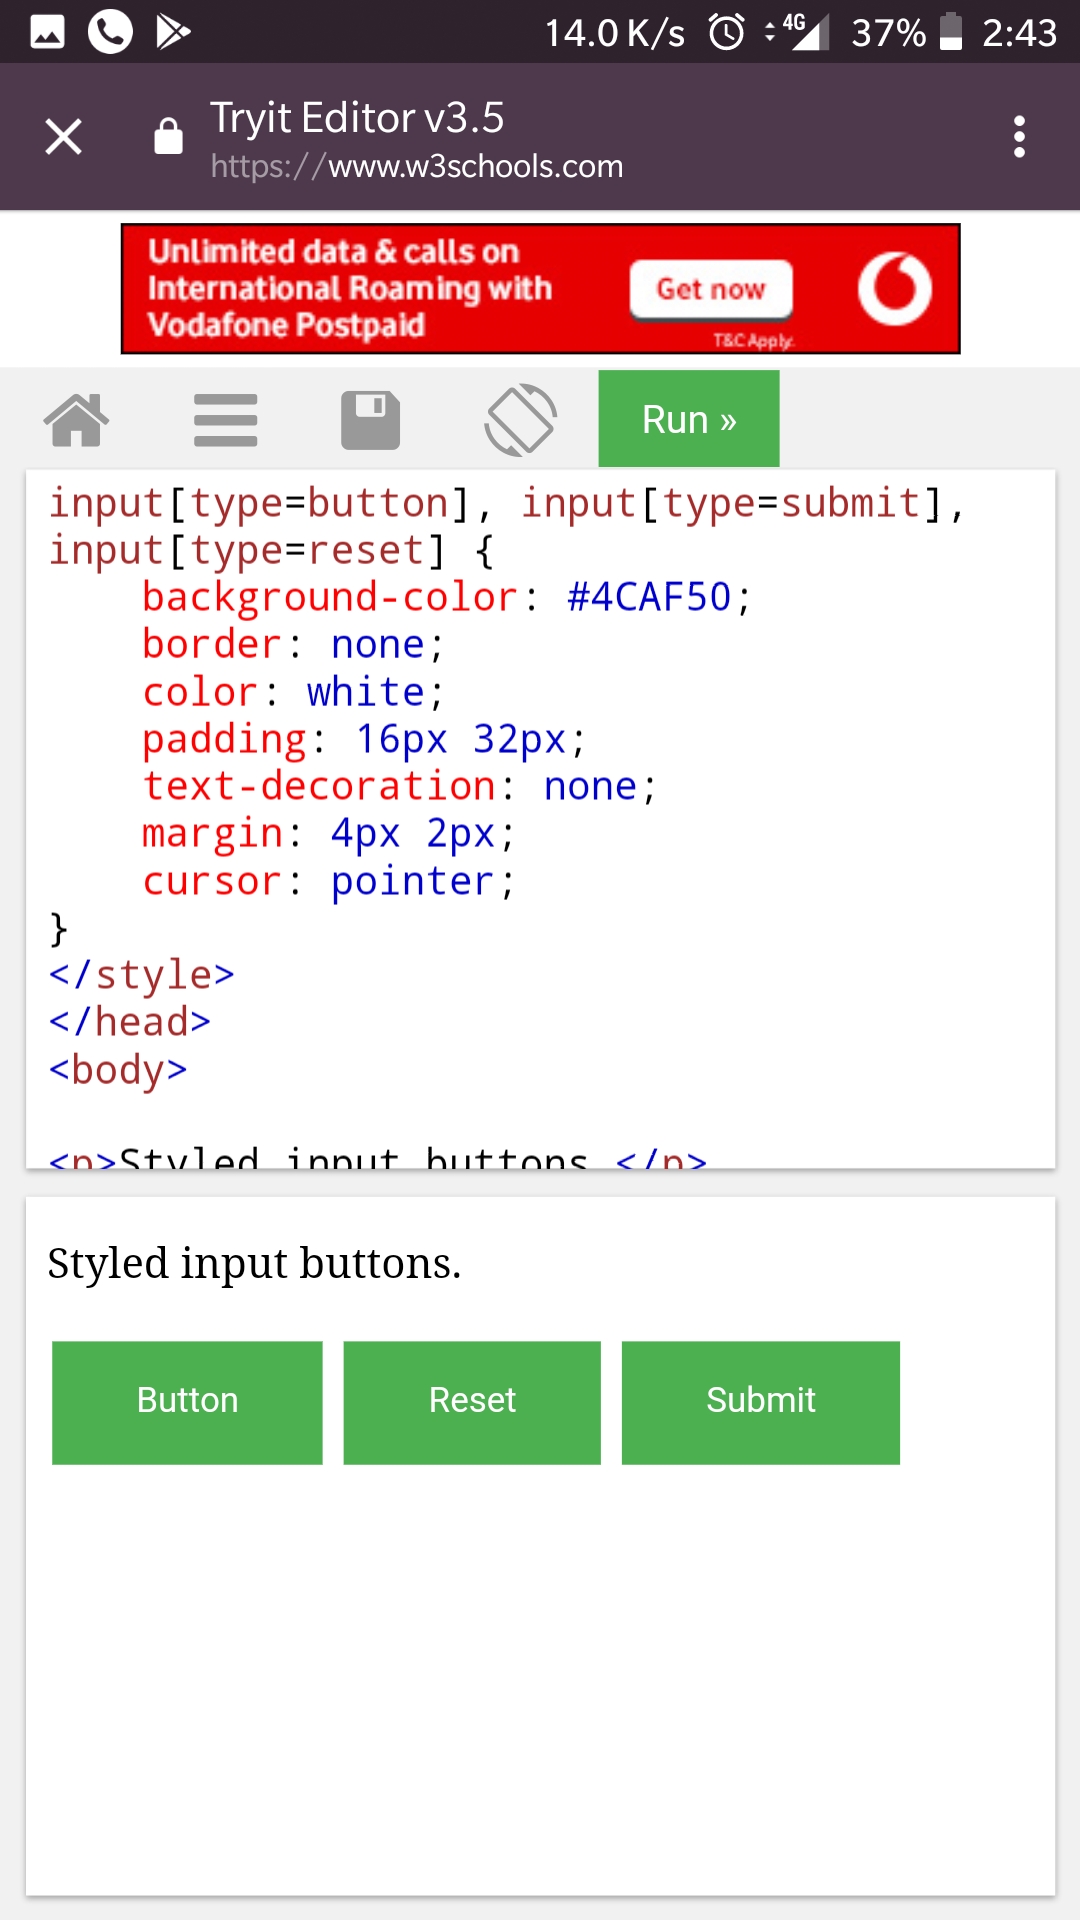 14.0 K/s 4G 37% 2:43
Tryit Editor v3.5
https://www.w3schools.com
Unlimited data & calls on
International Roaming with
Vodafone Postpaid
Get now
T&C Apply.
Run »
input[type=button], input[type=submit],
input[type=reset] {
background-color: #4CAF50;
border: none;
color: white;
padding: 16px 32px;
text-decoration: none;
margin: 4px 2px;
cursor: pointer;
}
</style>
</head>
<body>
<p>Styled input buttons.</p>
Styled input buttons.
Button Reset Submit